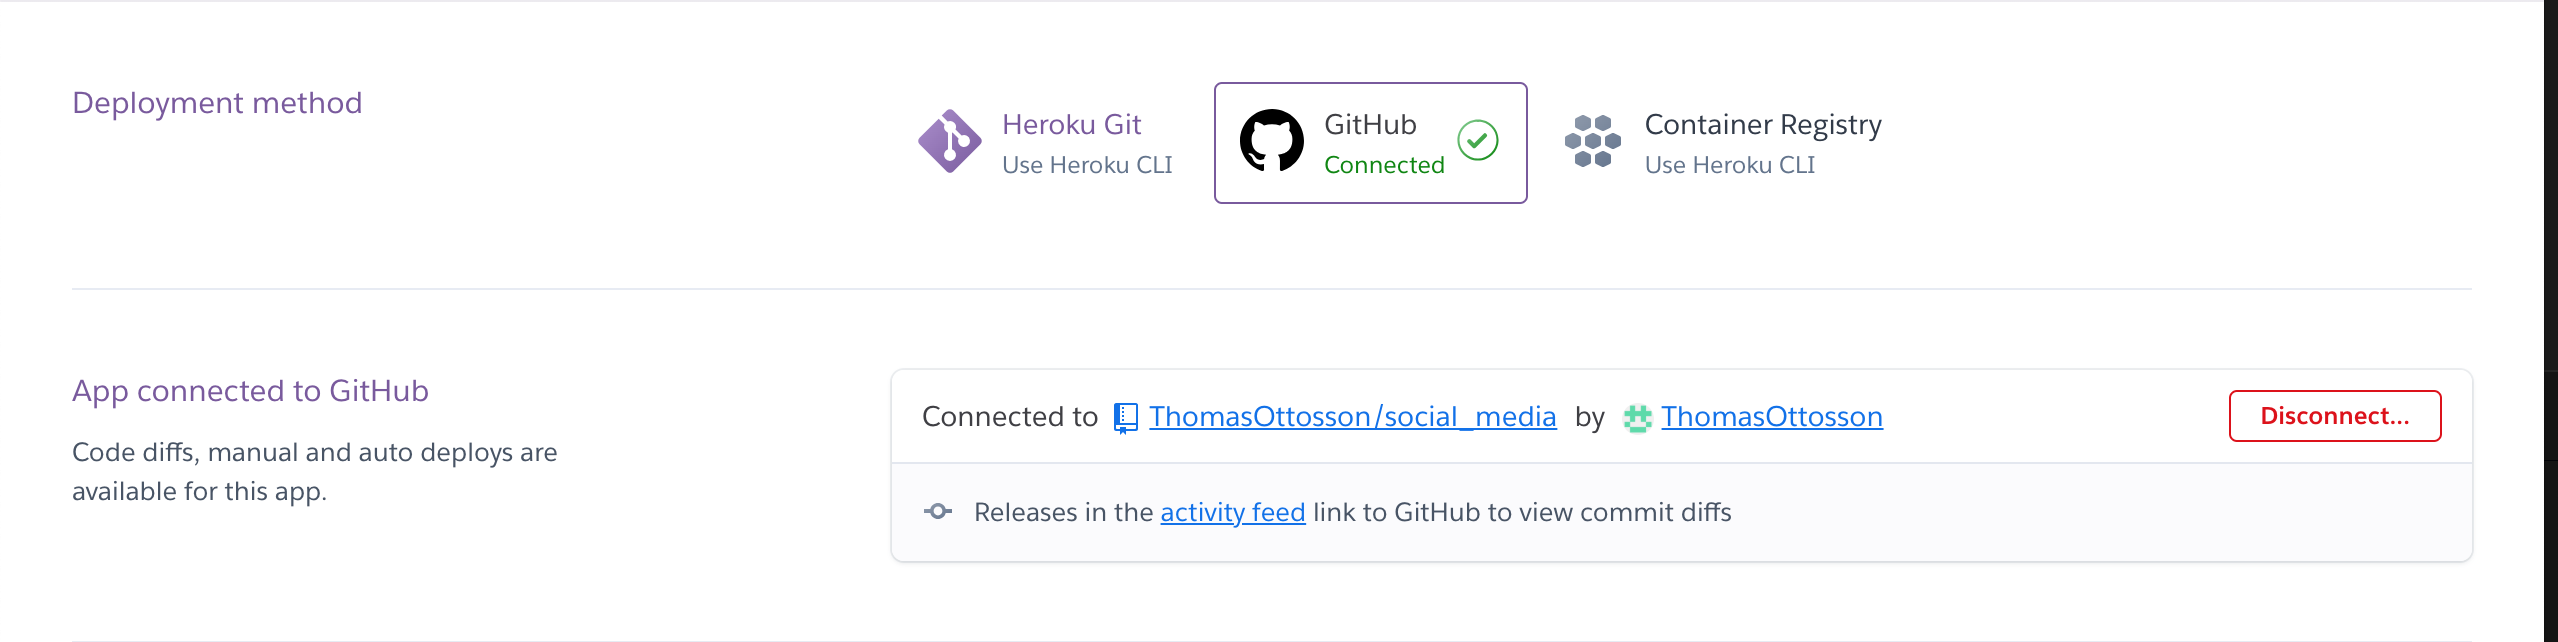 Deployment method
Heroku Git
Use Heroku CLI
GitHub
Connected
Container Registry
Use Heroku CLI
App connected to GitHub
Code diffs, manual and auto deploys are
available for this app.
Connected to ThomasOttosson/social_media by ThomasOttosson
Disconnect...
Releases in the activity feed link to GitHub to view commit diffs